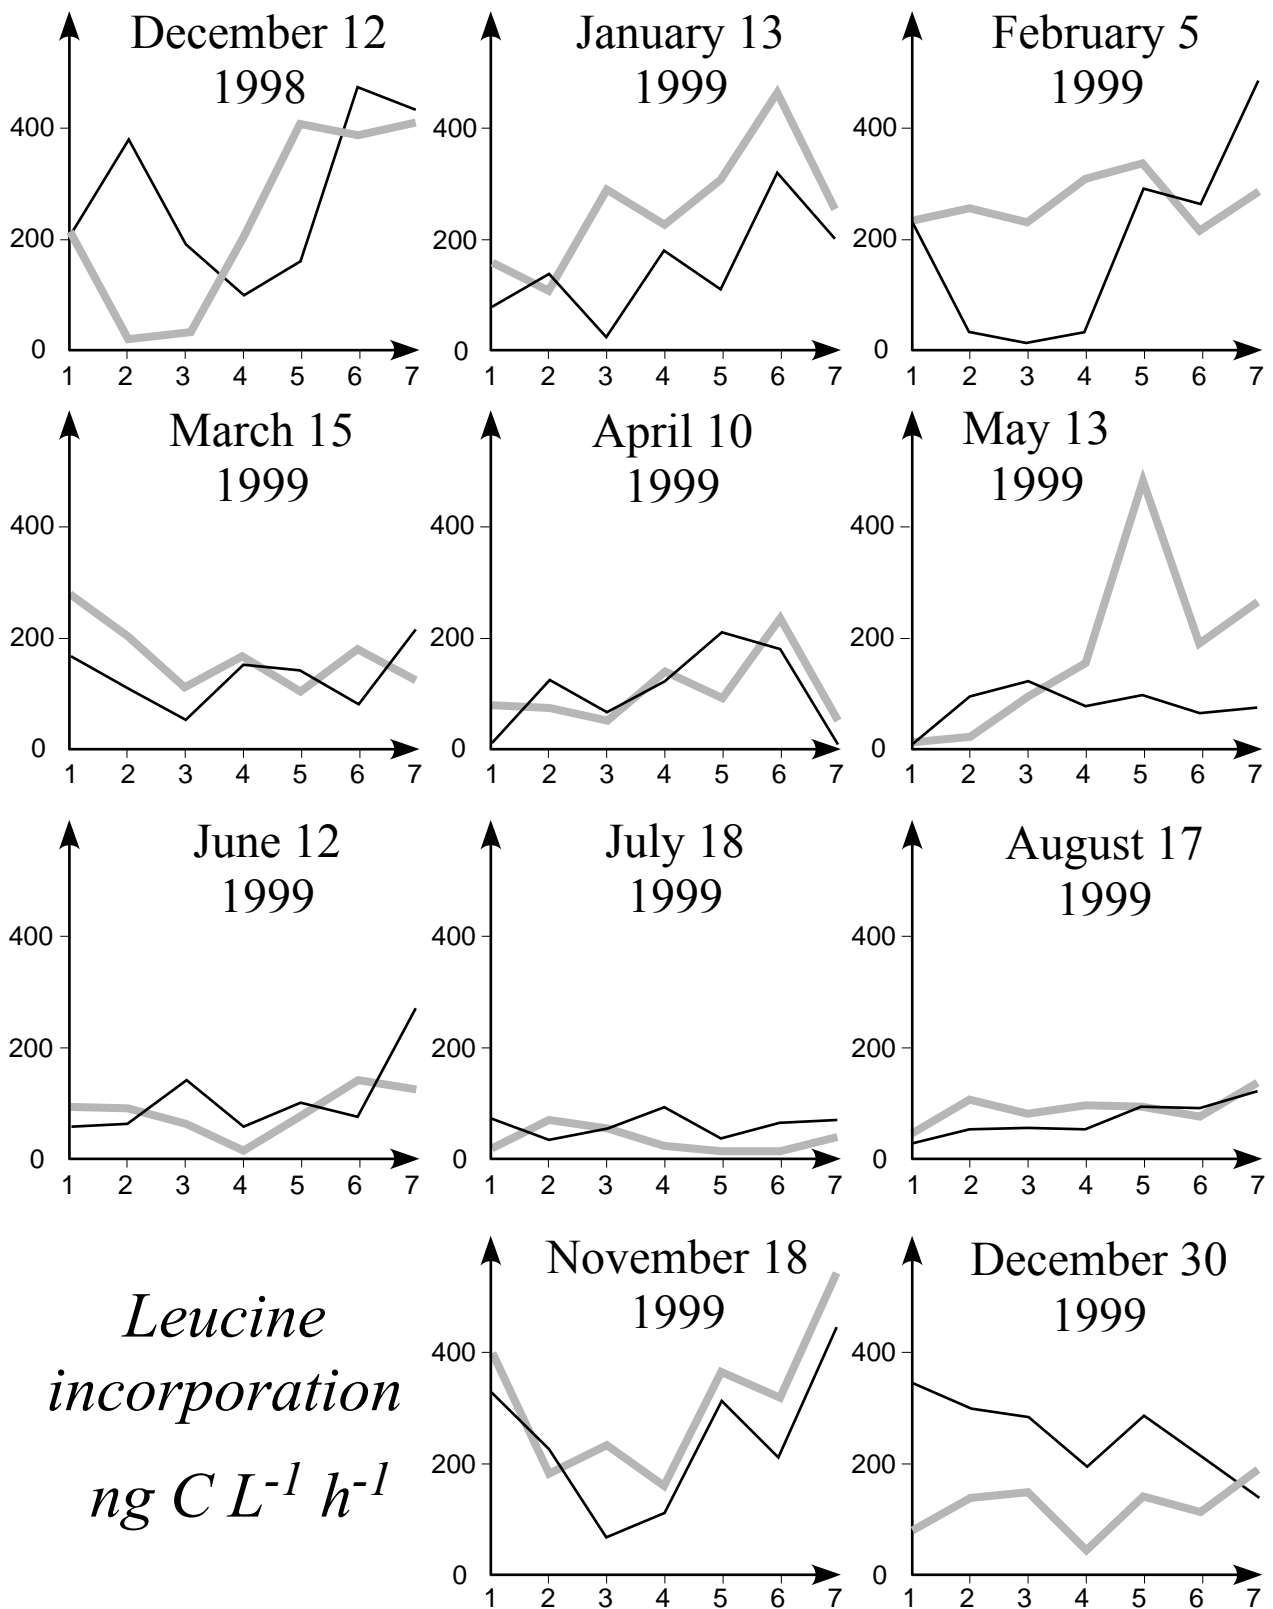 December 12
1998
400
200
0
1 2 3 4 5 6 7
January 13
1999
400
200
0
1 2 3 4 5 6 7
February 5
1999
400
200
0
1 2 3 4 5 6 7
March 15
1999
400
200
0
1 2 3 4 5 6 7
April 10
1999
400
200
0
1 2 3 4 5 6 7
May 13
1999
400
200
0
1 2 3 4 5 6 7
June 12
1999
400
200
0
1 2 3 4 5 6 7
July 18
1999
400
200
0
1 2 3 4 5 6 7
August 17
1999
400
200
0
1 2 3 4 5 6 7
Leucine
incorporation
ng C L⁻¹ h⁻¹
November 18
1999
400
200
0
1 2 3 4 5 6 7
December 30
1999
400
200
0
1 2 3 4 5 6 7